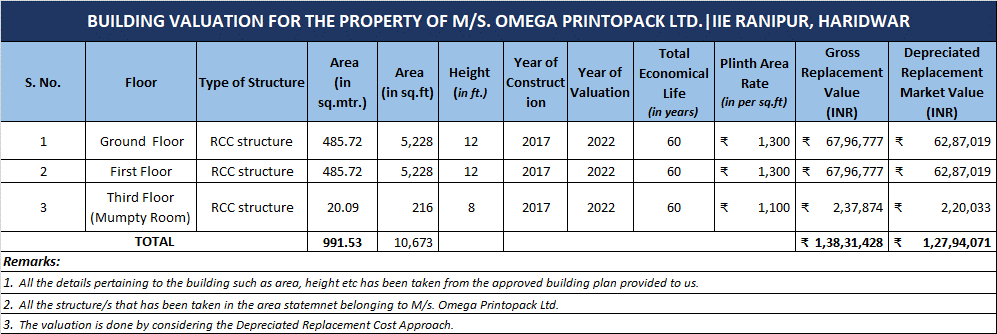 BUILDING VALUATION FOR THE PROPERTY OF M/S. OMEGA PRINTOPACK LTD.|IIE RANIPUR, HARIDWAR
S. No. Floor Type of Structure Area (in sq.mtr.) Area (in sq.ft) Height (in ft.) Year of Construct ion Year of Valuation Total Economical Life (in years) Plinth Area Rate (in per sq.ft) Gross Replacement Value (INR) Depreciated Replacement Market Value (INR)
1 Ground Floor RCC structure 485.72 5,228 12 2017 2022 60 ₹ 1,300 ₹ 67,96,777 ₹ 62,87,019
2 First Floor RCC structure 485.72 5,228 12 2017 2022 60 ₹ 1,300 ₹ 67,96,777 ₹ 62,87,019
3 Third Floor (Mumpty Room) RCC structure 20.09 216 8 2017 2022 60 ₹ 1,100 ₹ 2,37,874 ₹ 2,20,033
TOTAL 991.53 10,673 ₹ 1,38,31,428 ₹ 1,27,94,071
Remarks:
1. All the details pertaining to the building such as area, height etc has been taken from the approved building plan provided to us.
2. All the structure/s that has been taken in the area statemnet belonging to M/s. Omega Printopack Ltd.
3. The valuation is done by considering the Depreciated Replacement Cost Approach.